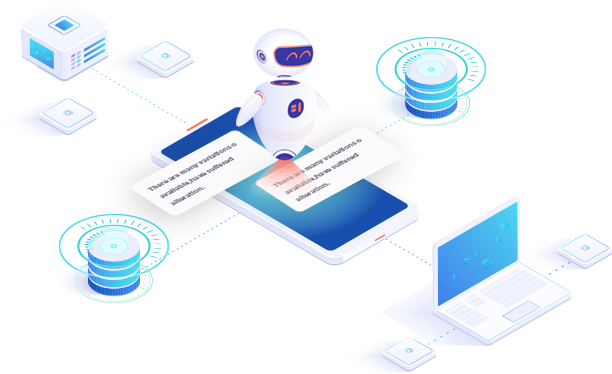 There are many variations o
available, have suffered
alteration.
There are many variations o
available, have suffered
alteration.